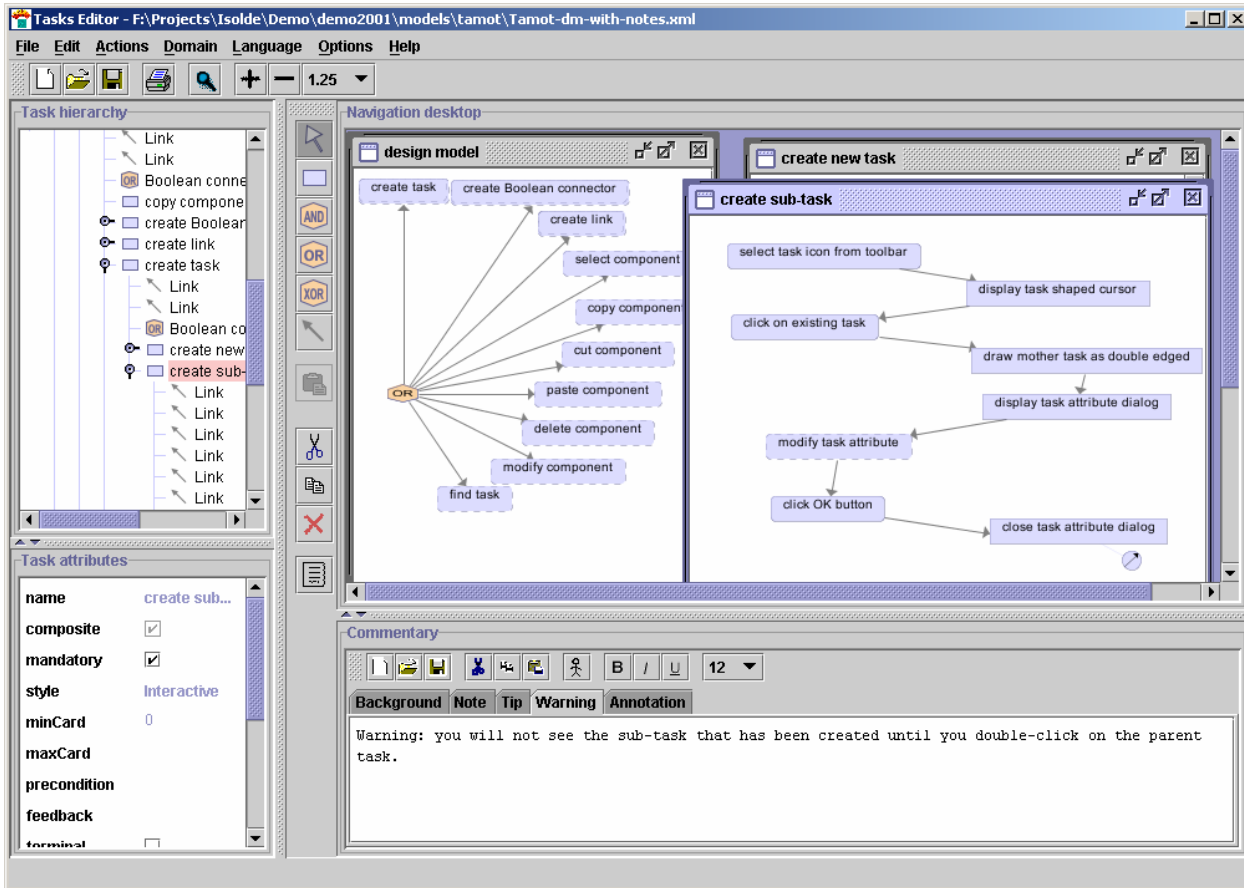 Tasks Editor - F:\Projects\Isolde\Demo\demo2001\models\tamot\Tamot-dm-with-notes.xml
File Edit Actions Domain Language Options Help
1.25
Task hierarchy
Link
Link
OR Boolean conne
copy compone
create Boolear
create link
create task
Link
Link
OR Boolean co
create new
create sub-
Link
Link
Link
Link
Link
Link
Task attributes
name create sub...
composite
mandatory
style Interactive
minCard 0
maxCard
precondition
feedback
terminal
AND
OR
XOR
Navigation desktop
design model
create task
create Boolean connector
create link
select component
copy component
cut component
OR
paste component
delete component
modify component
find task
create new task
create sub-task
select task icon from toolbar
display task shaped cursor
click on existing task
draw mother task as double edged
display task attribute dialog
modify task attribute
click OK button
close task attribute dialog
Commentary
B I U 12
Background Note Tip Warning Annotation
Warning: you will not see the sub-task that has been created until you double-click on the parent
task.